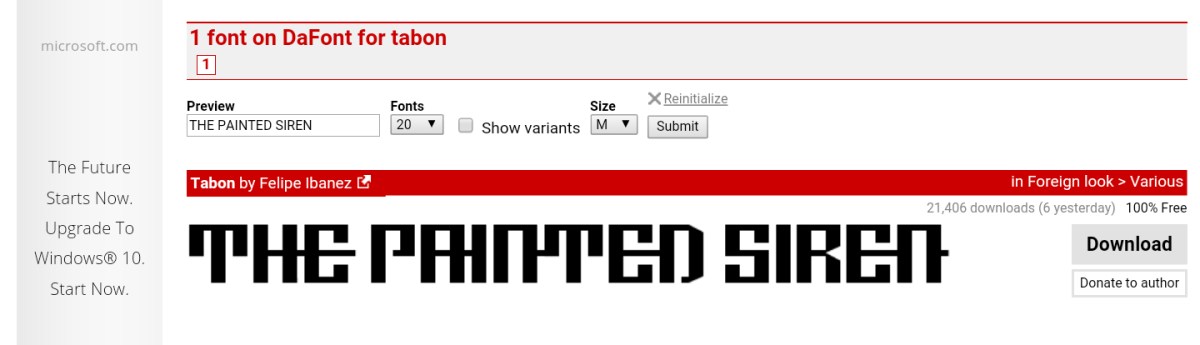 microsoft.com
The Future
Starts Now.
Upgrade To
Windows® 10.
Start Now.
1 font on DaFont for tabon
1
Preview
THE PAINTED SIREN
Fonts
20
Show variants
Size
M
Reinitialize
Submit
Tabon by Felipe Ibanez
in Foreign look > Various
21,406 downloads (6 yesterday) 100% Free
THE PAINTED SIREN
Download
Donate to author